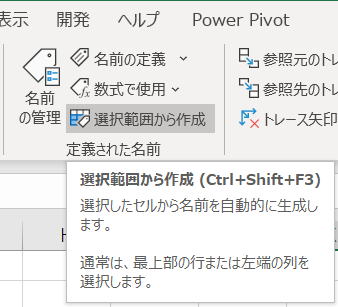 表示 開発 ヘルプ Power Pivot
名前の定義
数式で使用
選択範囲から作成
名前
の管理
定義された名前
参照元のトレ
参照先のトレ
トレース矢印
選択範囲から作成 (Ctrl+Shift+F3)
選択したセルから名前を自動的に生成し
ます。
通常は、最上部の行または左端の列を
選択します。